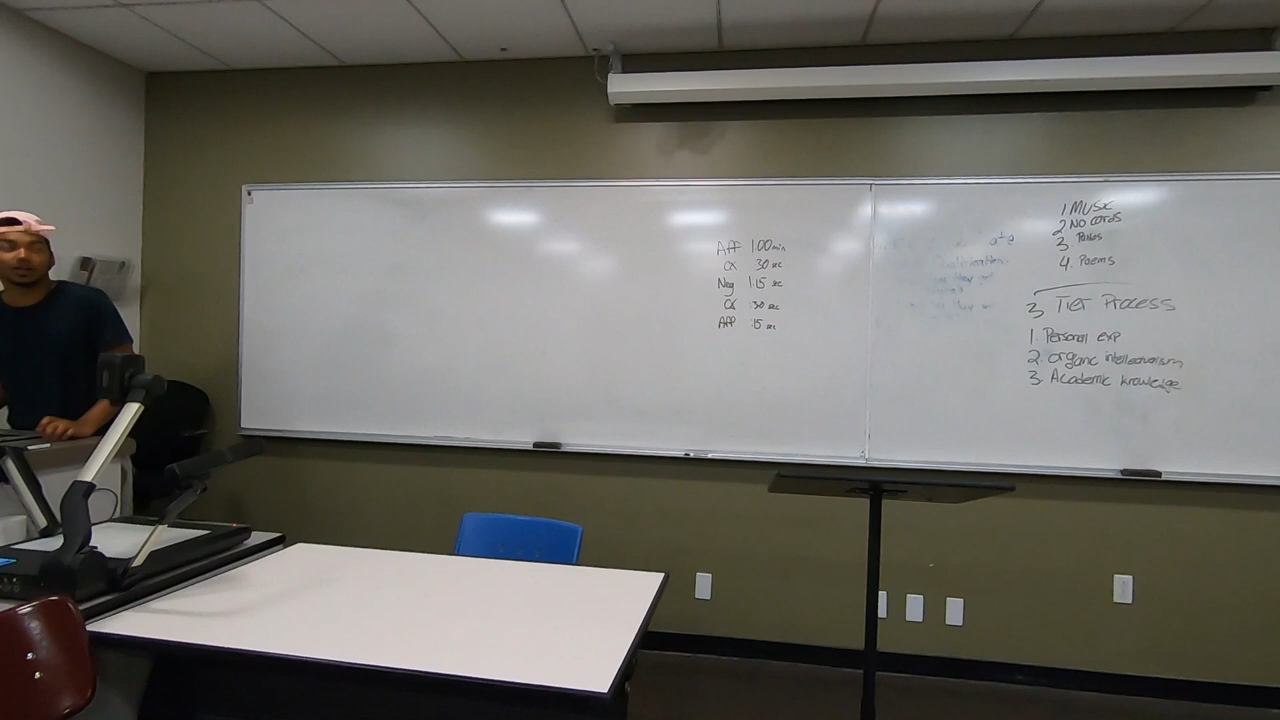 Aff 1:00 min
CX 30 sec
Neg 1:15 sec
CX :30 sec
Aff :15 sec
1 Music
2 No cards
3
4. Poems
3 Tier Process
1. Personal exp
2. organic intellectualism
3. Academic knowledge